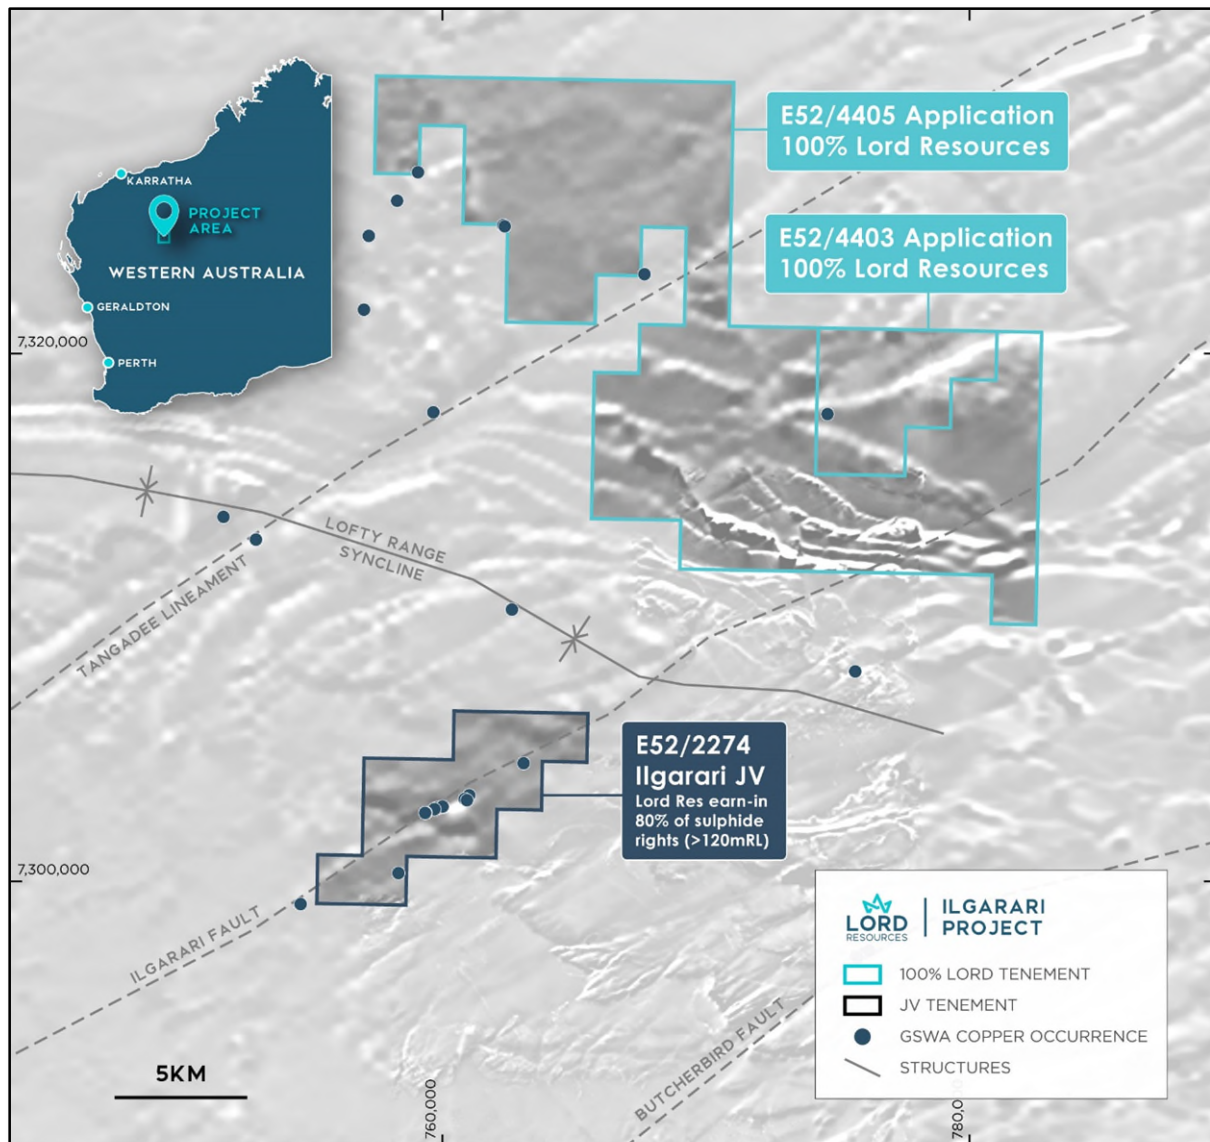 E52/4405 Application
100% Lord Resources
KARRATHA
PROJECT
AREA
E52/4403 Application
100% Lord Resources
WESTERN AUSTRALIA
GERALDTON
7,320,000
PERTH
LOFTY RANGE
SYNCLINE
TANGADEE LINEAMENT
E52/2274
Ilgarari JV
Lord Res earn-in
80% of sulphide
rights (>120mRL)
7,300,000
ILGARARI FAULT
LORD
RESOURCES
ILGARARI
PROJECT
100% LORD TENEMENT
JV TENEMENT
GSWA COPPER OCCURRENCE
STRUCTURES
BUTCHERBIRD FAULT
5KM
760,000
780,0